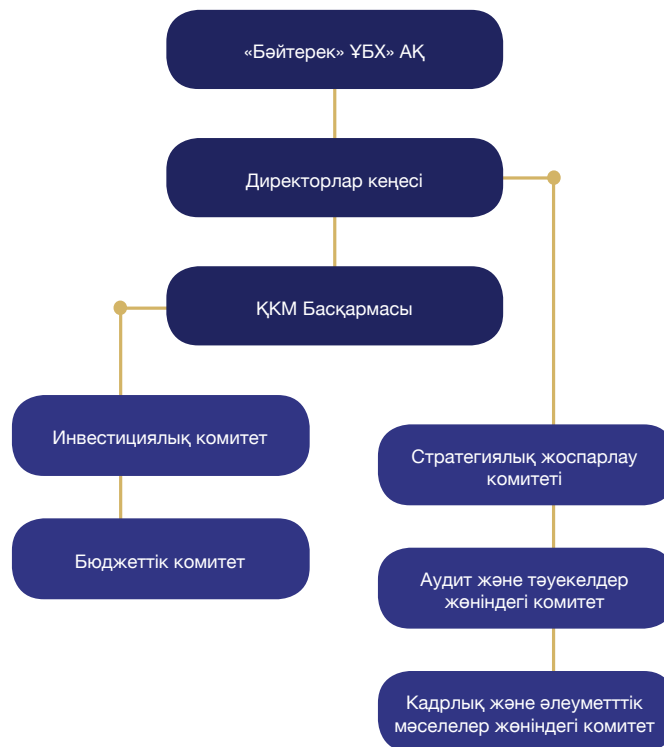 «Бәйтерек» ҰБХ» АҚ
Директорлар кеңесі
ҚКМ Басқармасы
Инвестициялық комитет
Бюджеттік комитет
Стратегиялық жоспарлау
комитеті
Аудит және тәуекелдер
жөніндегі комитет
Кадрлық және әлеуметттік
мәселелер жөніндегі комитет